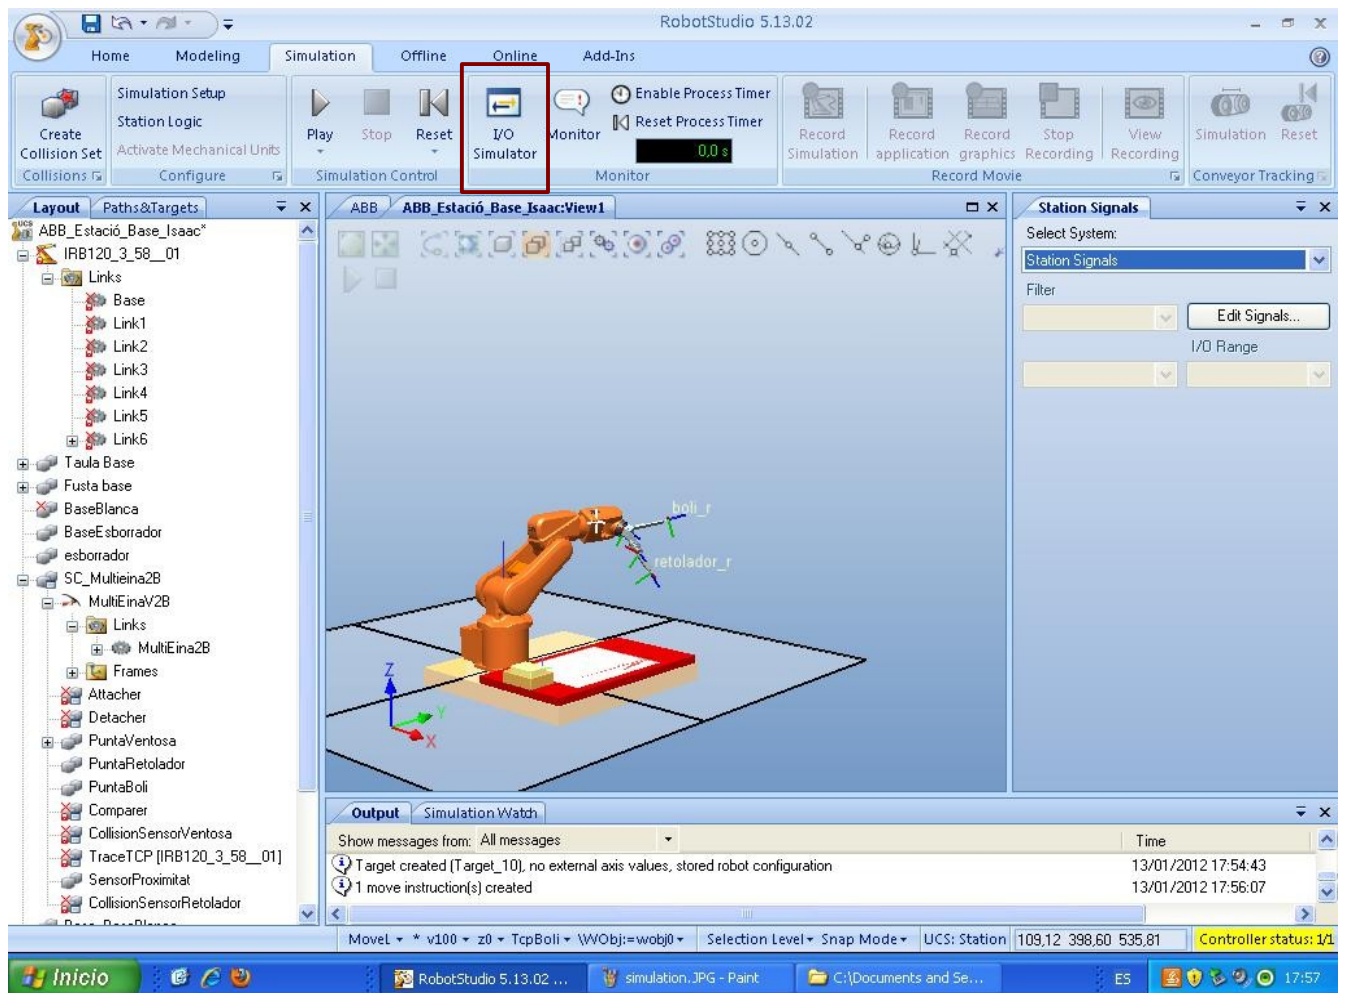 RobotStudio 5.13.02
Home Modeling Simulation Offline Online Add-Ins
Create Collision Set
Collisions
Simulation Setup
Station Logic
Activate Mechanical Units
Configure
Play Stop Reset
Simulation Control
I/O Simulator
Monitor
Enable Process Timer
Reset Process Timer
0,0 s
Monitor
Record Simulation
Record application
Record graphics
Stop Recording
View Recording
Record Movie
Simulation Reset
Conveyor Tracking
Layout Paths&Targets
ABB_Estació_Base_Isaac*
IRB120_3_58__01
Links
Base
Link1
Link2
Link3
Link4
Link5
Link6
Taula Base
Fusta base
BaseBlanca
BaseEsborrador
esborrador
SC_Multieina2B
MultiEinaV2B
Links
MultiEina2B
Frames
Attacher
Detacher
PuntaVentosa
PuntaRetolador
PuntaBoli
Comparer
CollisionSensorVentosa
TraceTCP [IRB120_3_58__01]
SensorProximitat
CollisionSensorRetolador
ABB ABB_Estació_Base_Isaac:View1
boli_r
retolador_r
Z
Y
X
Station Signals
Select System:
Station Signals
Filter
Edit Signals...
I/O Range
Output Simulation Watch
Show messages from: All messages Time
Target created (Target_10), no external axis values, stored robot configuration 13/01/2012 17:54:43
1 move instruction(s) created 13/01/2012 17:56:07
MoveL * v100 z0 TcpBoli \WObj:=wobj0 Selection Level Snap Mode UCS: Station 109,12 398,60 535,81 Controller status: 1/1
Inicio RobotStudio 5.13.02 ... simulation.JPG - Paint C:\Documents and Se... ES 17:57